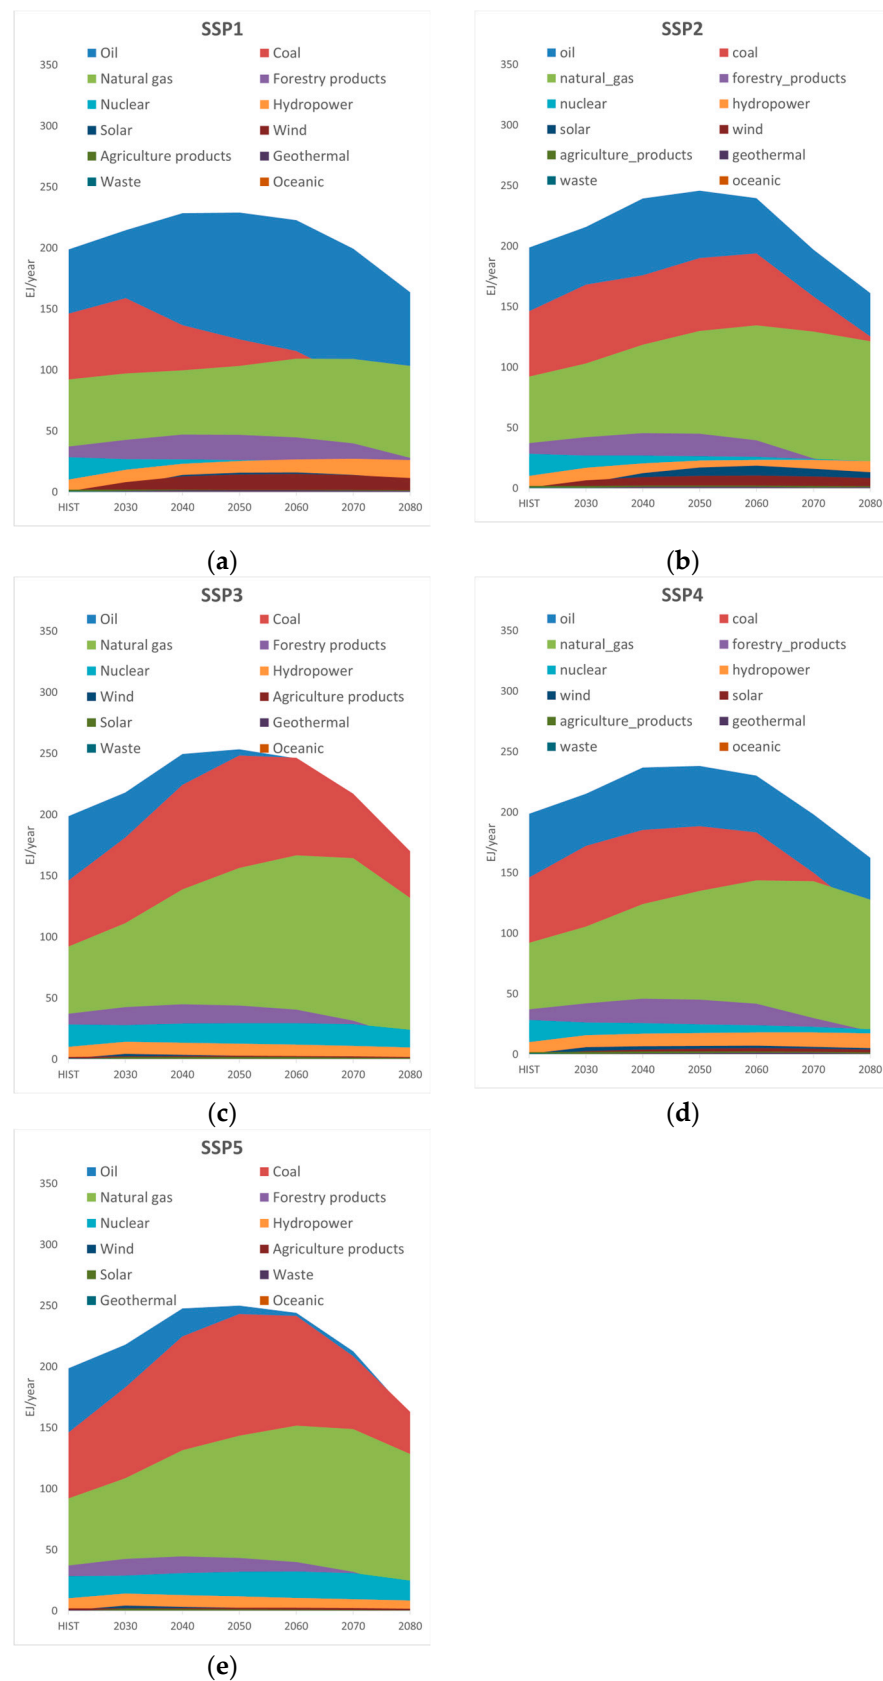 SSP1
Oil Coal
Natural gas Forestry products
Nuclear Hydropower
Solar Wind
Agriculture products Geothermal
Waste Oceanic
350
300
250
200
150
100
50
0
EJ/year
HIST 2030 2040 2050 2060 2070 2080
(a)
SSP2
oil coal
natural_gas forestry_products
nuclear hydropower
solar wind
agriculture_products geothermal
waste oceanic
350
300
250
200
150
100
50
0
EJ/year
HIST 2030 2040 2050 2060 2070 2080
(b)
SSP3
Oil Coal
Natural gas Forestry products
Nuclear Hydropower
Wind Agriculture products
Solar Geothermal
Waste Oceanic
350
300
250
200
150
100
50
0
EJ/year
HIST 2030 2040 2050 2060 2070 2080
(c)
SSP4
oil coal
natural_gas forestry_products
nuclear hydropower
wind solar
agriculture_products geothermal
waste oceanic
350
300
250
200
150
100
50
0
EJ/year
HIST 2030 2040 2050 2060 2070 2080
(d)
SSP5
Oil Coal
Natural gas Forestry products
Nuclear Hydropower
Wind Agriculture products
Solar Waste
Geothermal Oceanic
350
300
250
200
150
100
50
0
EJ/year
HIST 2030 2040 2050 2060 2070 2080
(e)